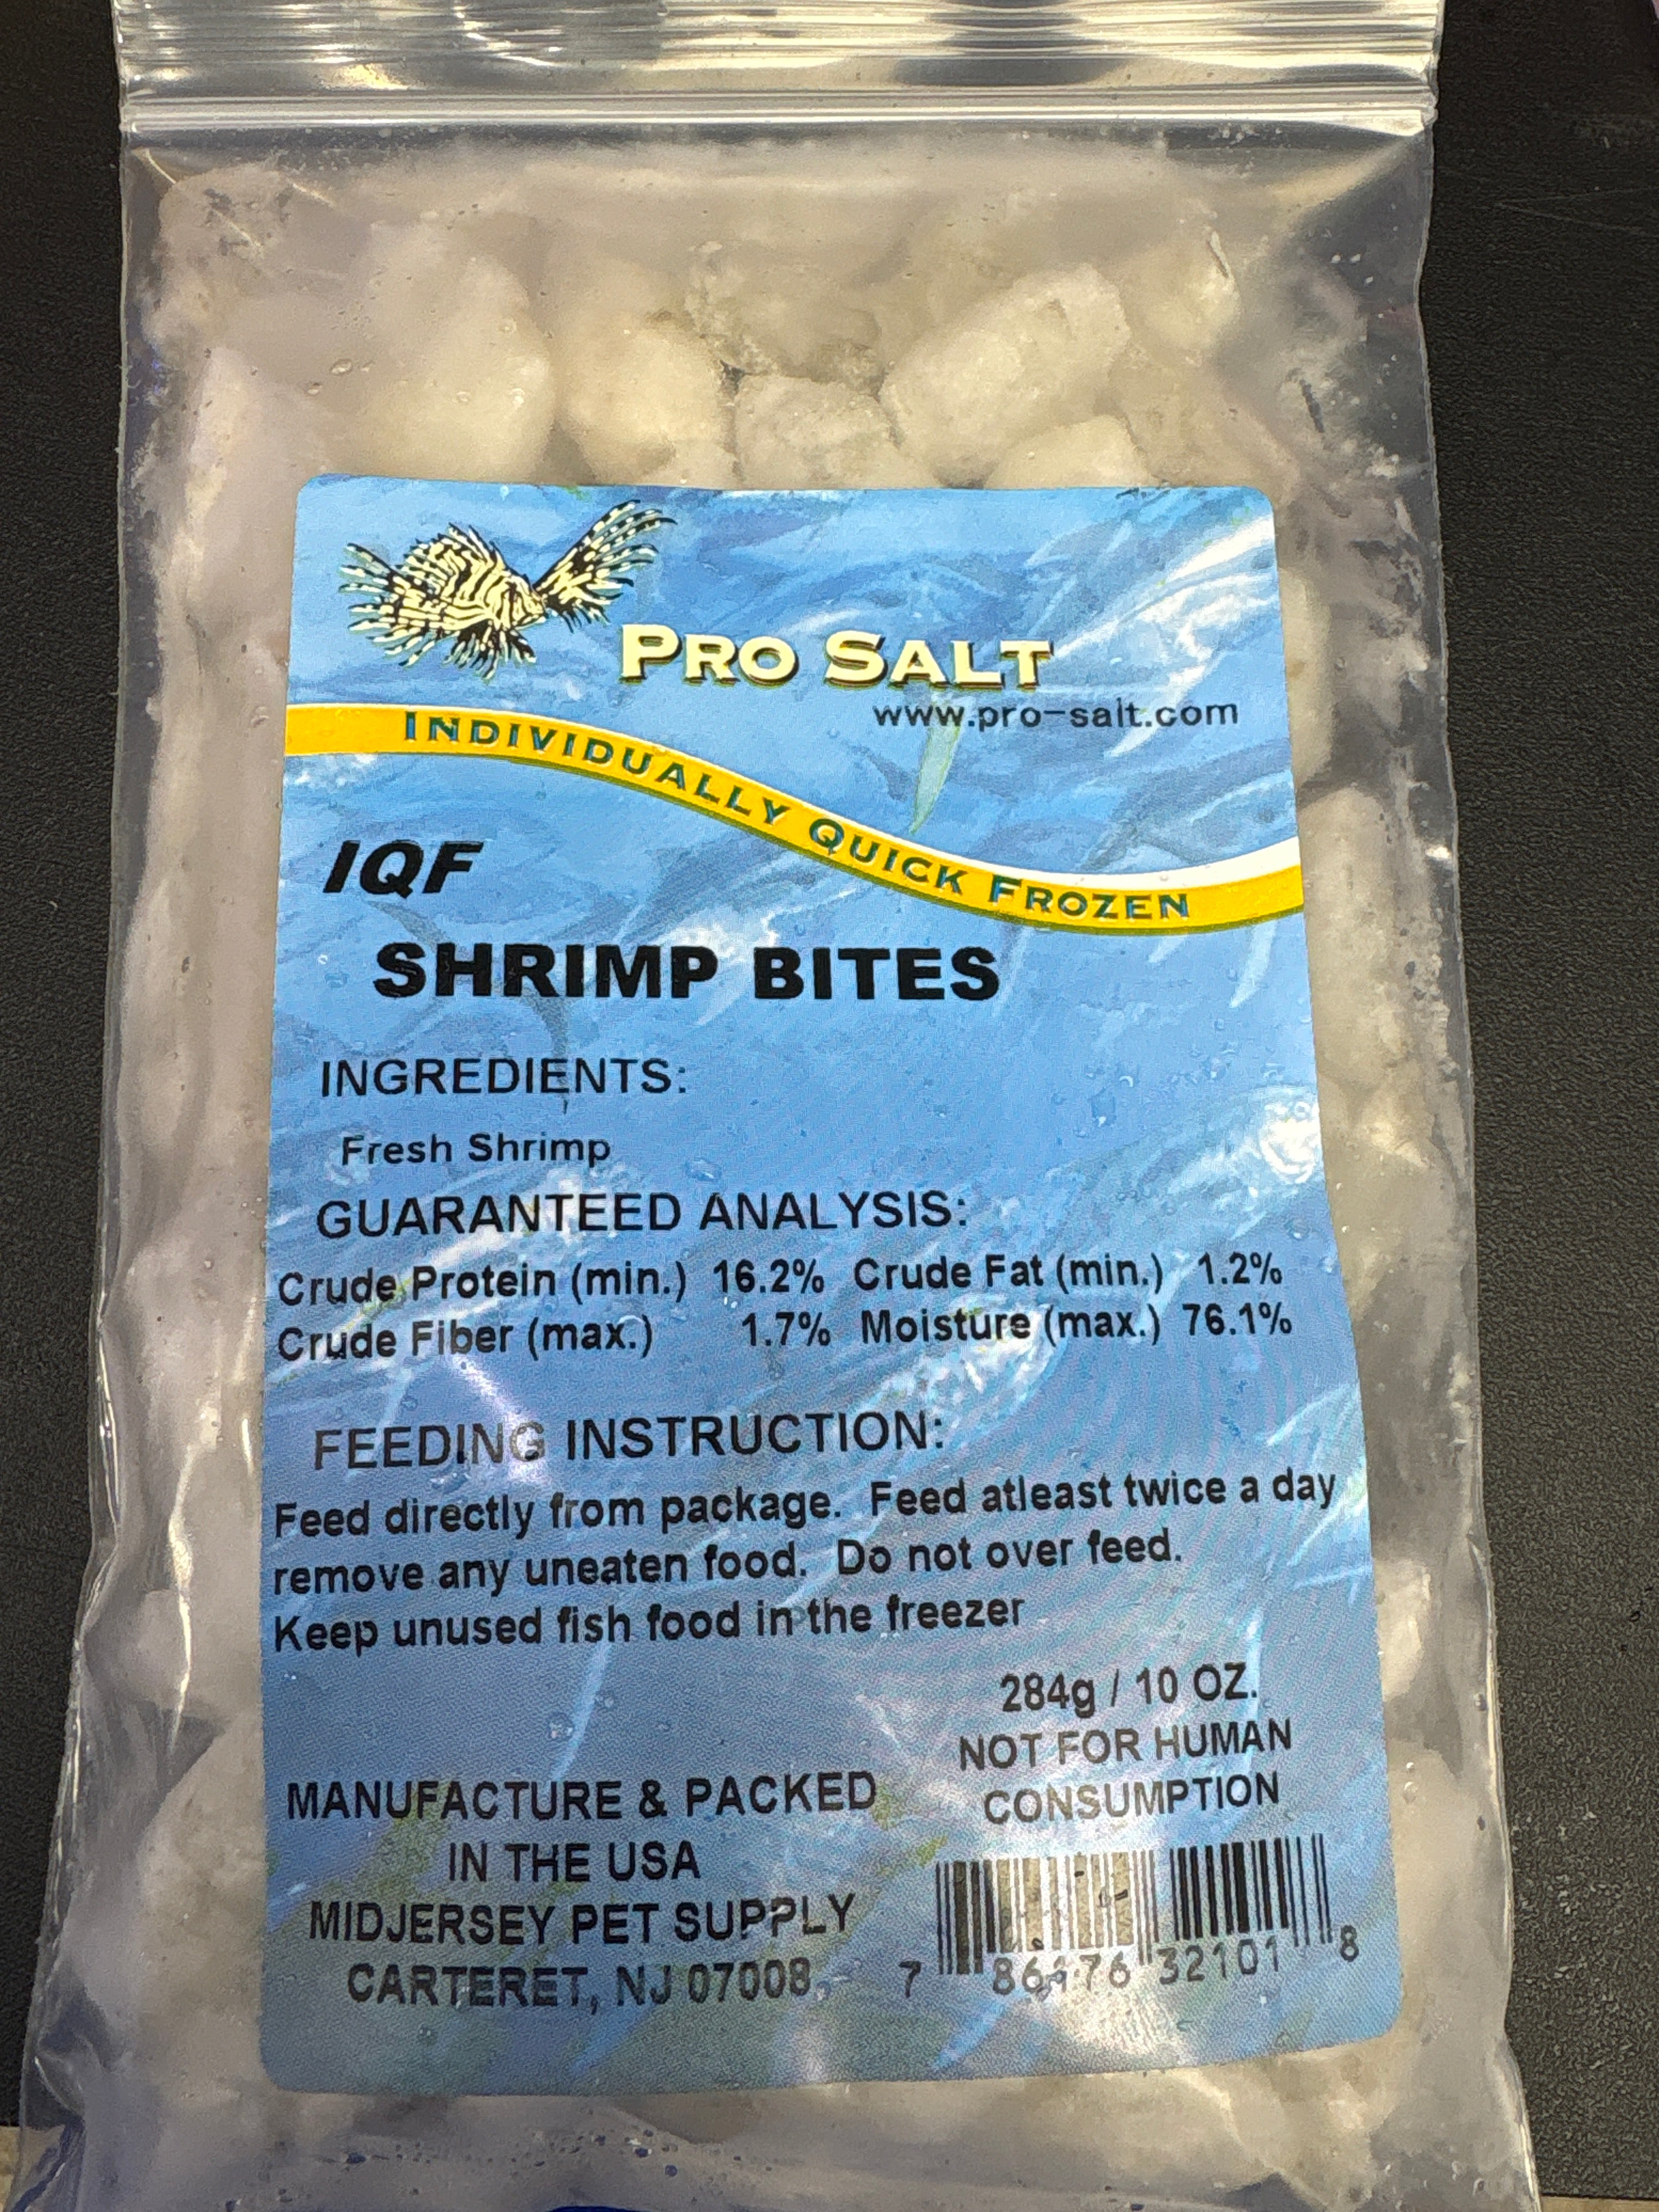 PRO SALT
www.pro-salt.com
INDIVIDUALLY QUICK FROZEN
IQF
SHRIMP BITES
INGREDIENTS:
Fresh Shrimp
GUARANTEED ANALYSIS:
Crude Protein (min.) 16.2% Crude Fat (min.) 1.2%
Crude Fiber (max.) 1.7% Moisture (max.) 76.1%
FEEDING INSTRUCTION:
Feed directly from package. Feed atleast twice a day
remove any uneaten food. Do not over feed.
Keep unused fish food in the freezer
284g / 10 OZ.
NOT FOR HUMAN
CONSUMPTION
MANUFACTURE & PACKED
IN THE USA
MIDJERSEY PET SUPPLY
CARTERET, NJ 07008
7 32101 8